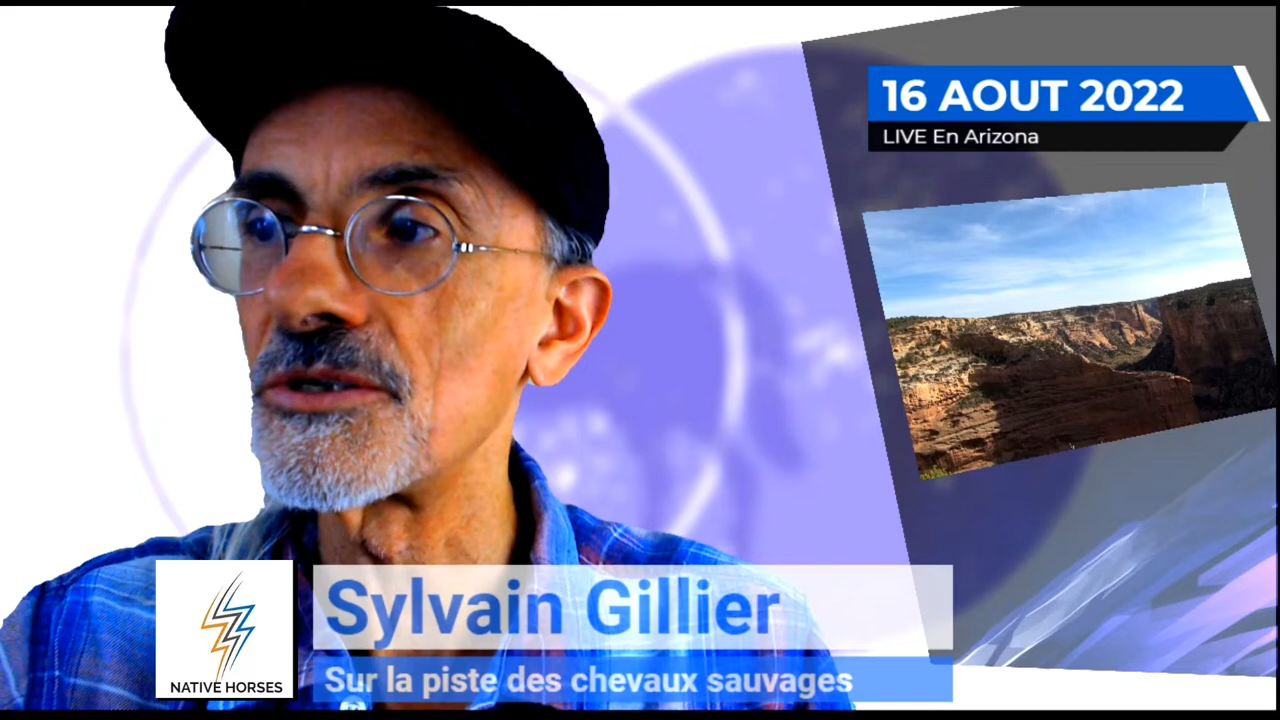 16 AOUT 2022
LIVE En Arizona
Sylvain Gillier
Sur la piste des chevaux sauvages
NATIVE HORSES